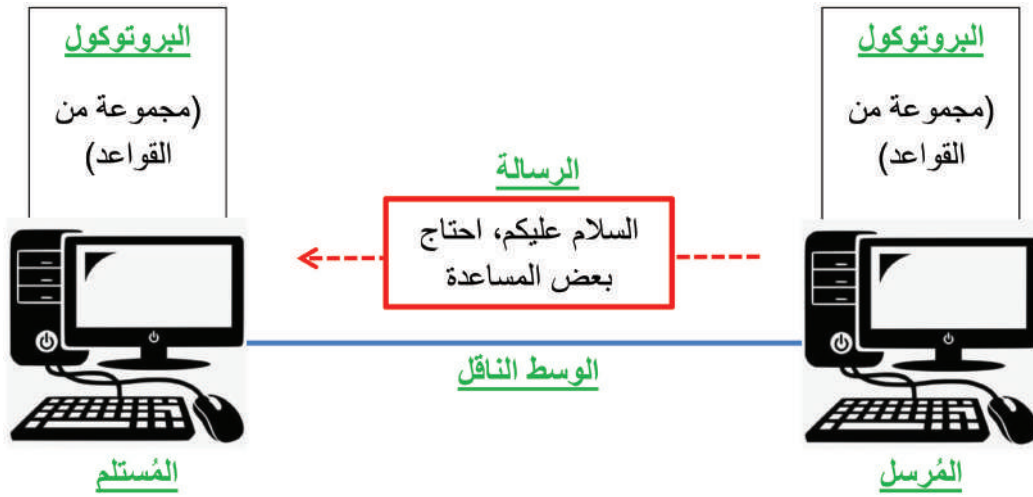 البروتوكول
(مجموعة من
القواعد)
البروتوكول
(مجموعة من
القواعد)
الرسالة
السلام عليكم، احتاج
بعض المساعدة
الوسط الناقل
المُرسل
المُستلم